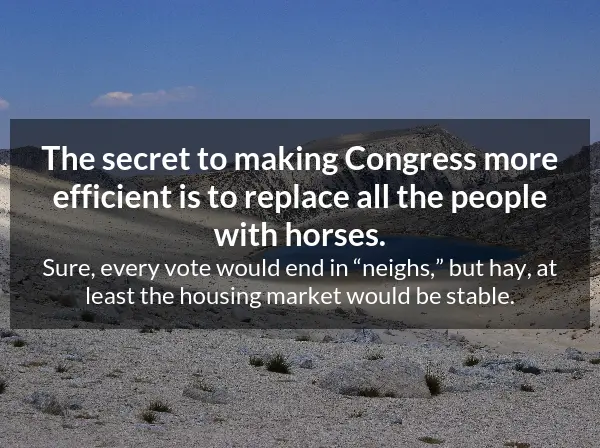 The secret to making Congress more
efficient is to replace all the people
with horses.
Sure, every vote would end in “neighs,” but hay, at
least the housing market would be stable.